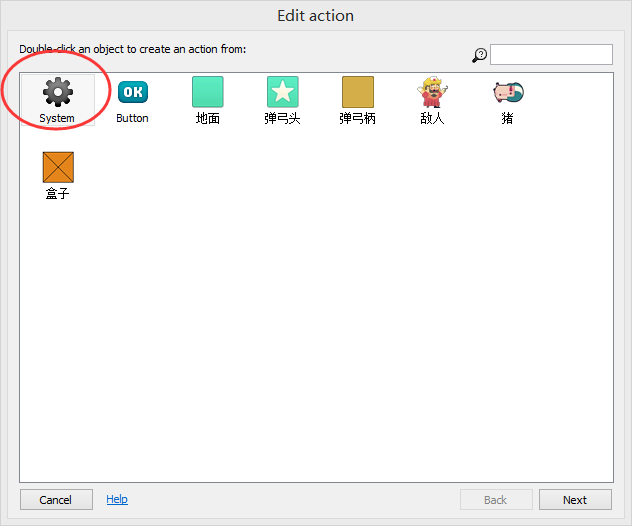 Edit action
Double-click an object to create an action from:
OK
System
Button
地面
弹弓头
弹弓柄
敌人
猪
盒子
Cancel
Help
Back
Next